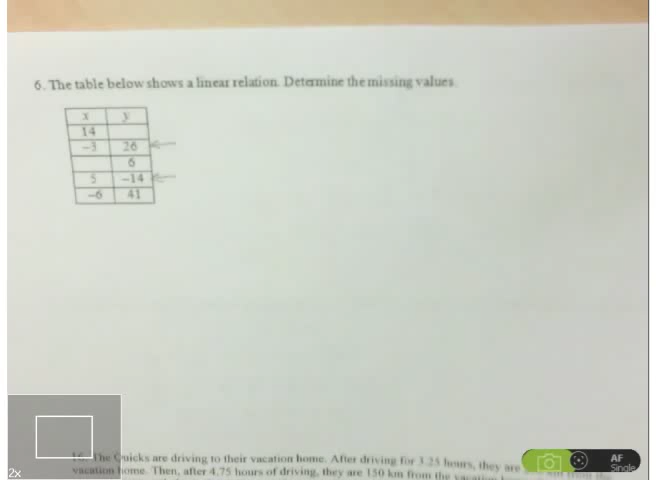 6. The table below shows a linear relation. Determine the missing values.
x y
14
-3 26
6
5 -14
-6 41
16. The Quicks are driving to their vacation home. After driving for 3.25 hours, they are
vacation home. Then, after 4.75 hours of driving, they are 150 km from the vacation
2x
AF
Single